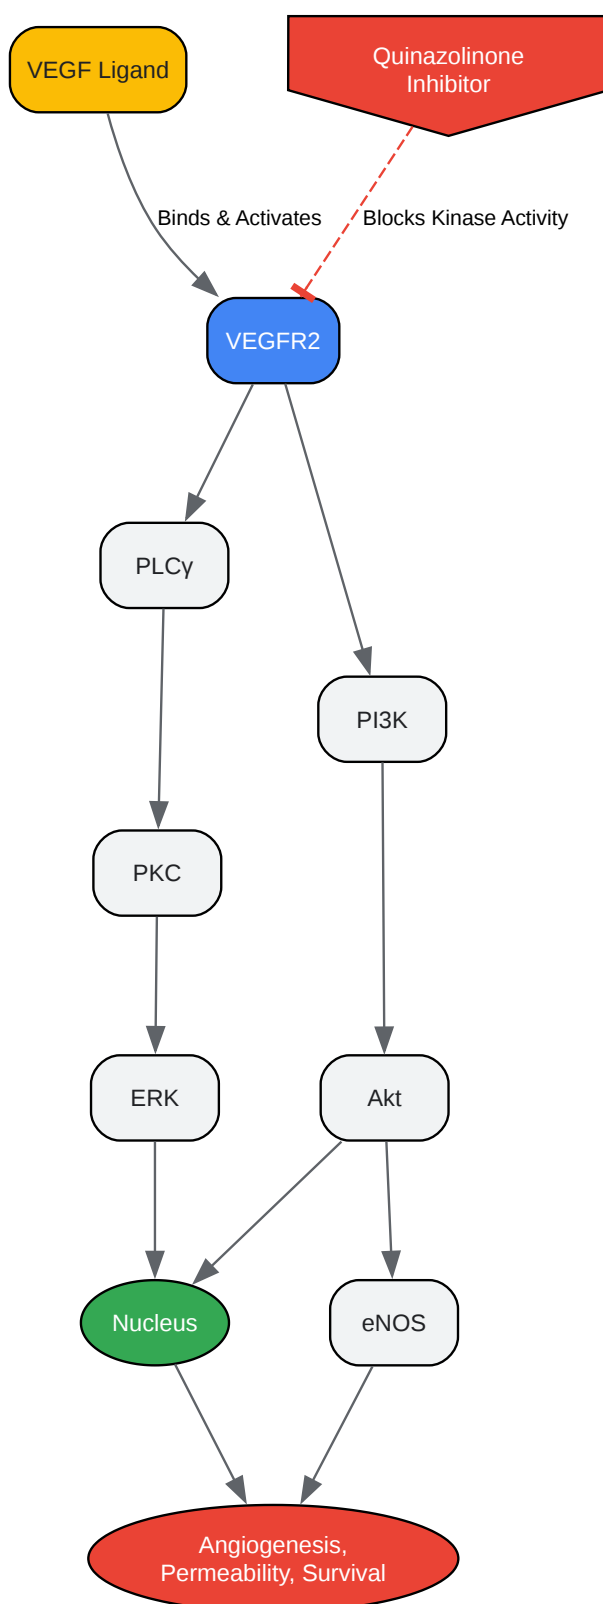 VEGF Ligand
Quinazolinone
Inhibitor
Binds & Activates
Blocks Kinase Activity
VEGFR2
PLCγ
PI3K
PKC
ERK
Akt
Nucleus
eNOS
Angiogenesis,
Permeability, Survival